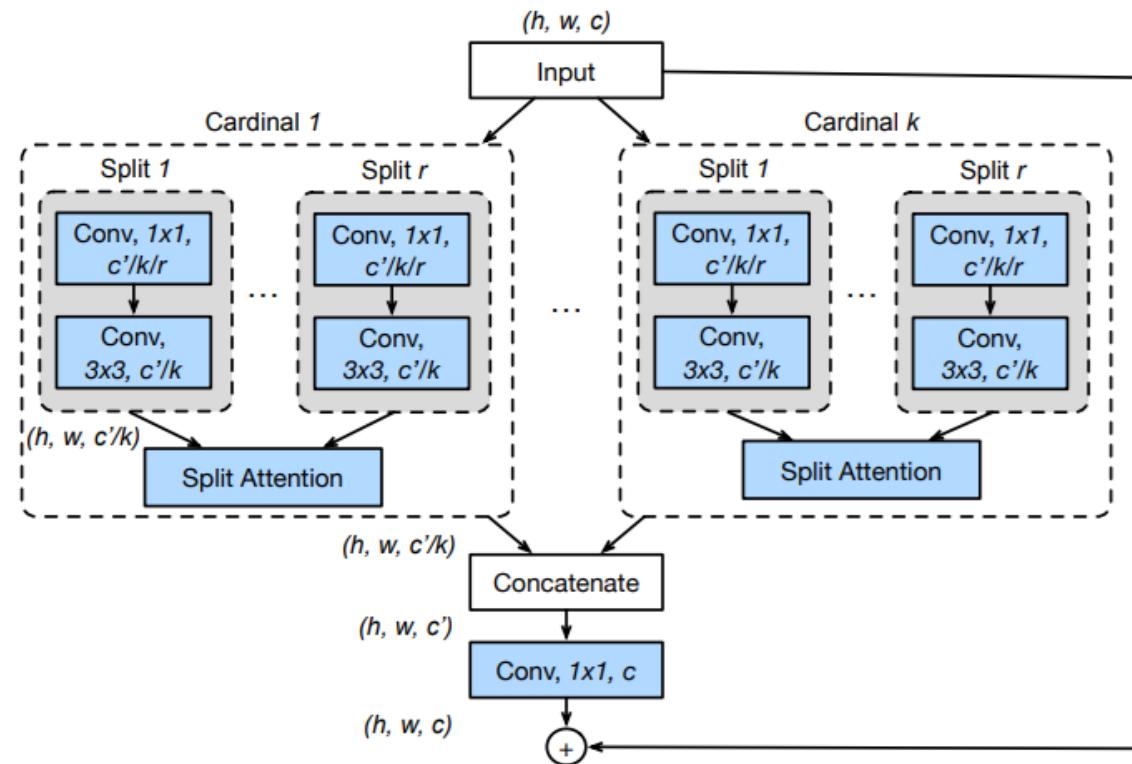 (h, w, c)
Input
Cardinal 1
Cardinal k
Split 1
Split r
Split 1
Split r
Conv, 1x1,
c'/k/r
Conv, 1x1,
c'/k/r
Conv, 1x1,
c'/k/r
Conv, 1x1,
c'/k/r
...
...
...
Conv,
3x3, c'/k
Conv,
3x3, c'/k
Conv,
3x3, c'/k
Conv,
3x3, c'/k
(h, w, c'/k)
Split Attention
Split Attention
(h, w, c'/k)
Concatenate
(h, w, c')
Conv, 1x1, c
(h, w, c)
+